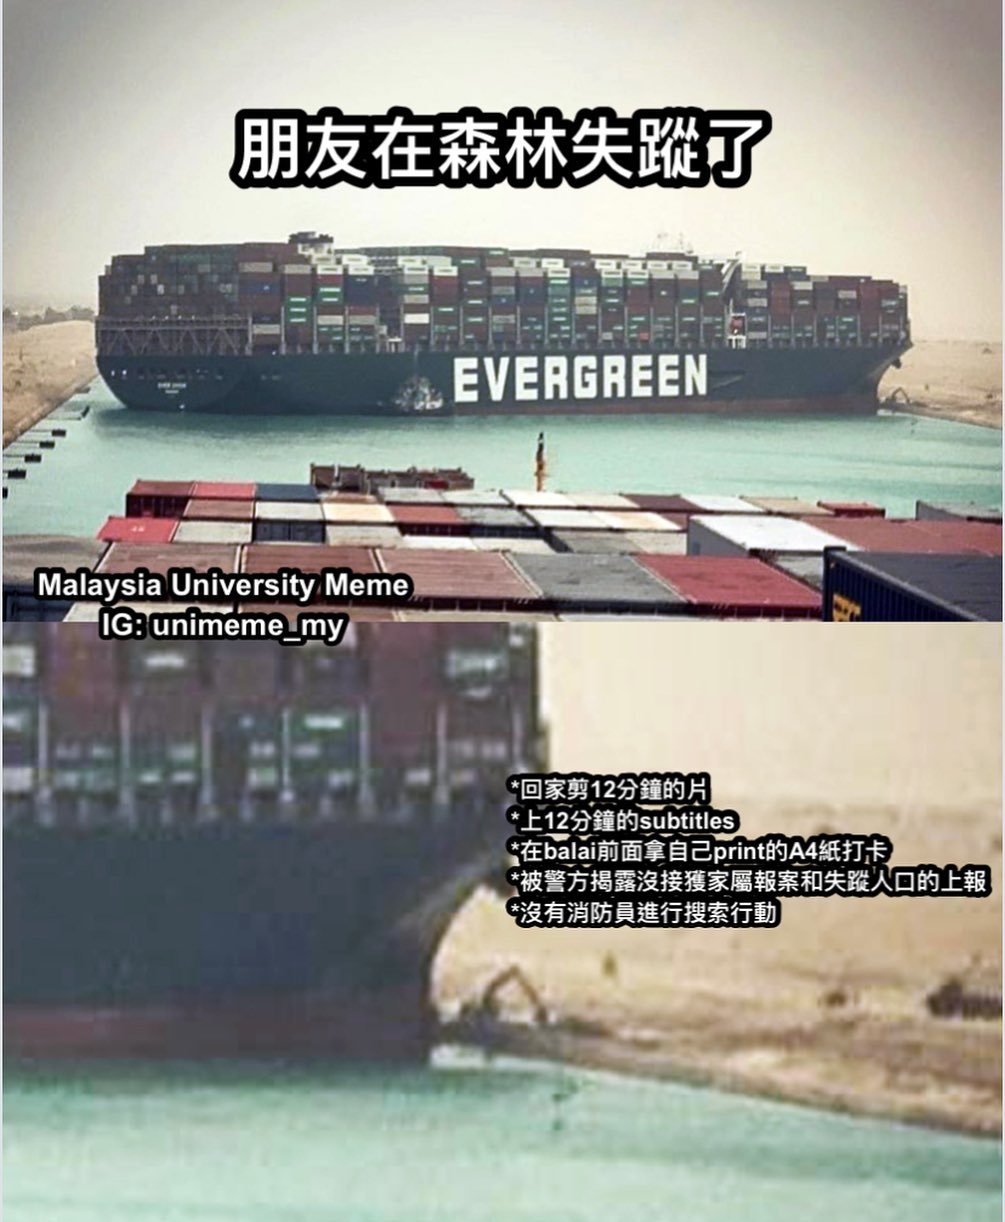 朋友在森林失蹤了
EVERGREEN
Malaysia University Meme
IG: unimeme_my
*回家剪12分鐘的片
*上12分鐘的subtitles
*在balai前面拿自己print的A4紙打卡
*被警方揭露沒接獲家屬報案和失蹤人口的上報
*沒有消防員進行搜索行動